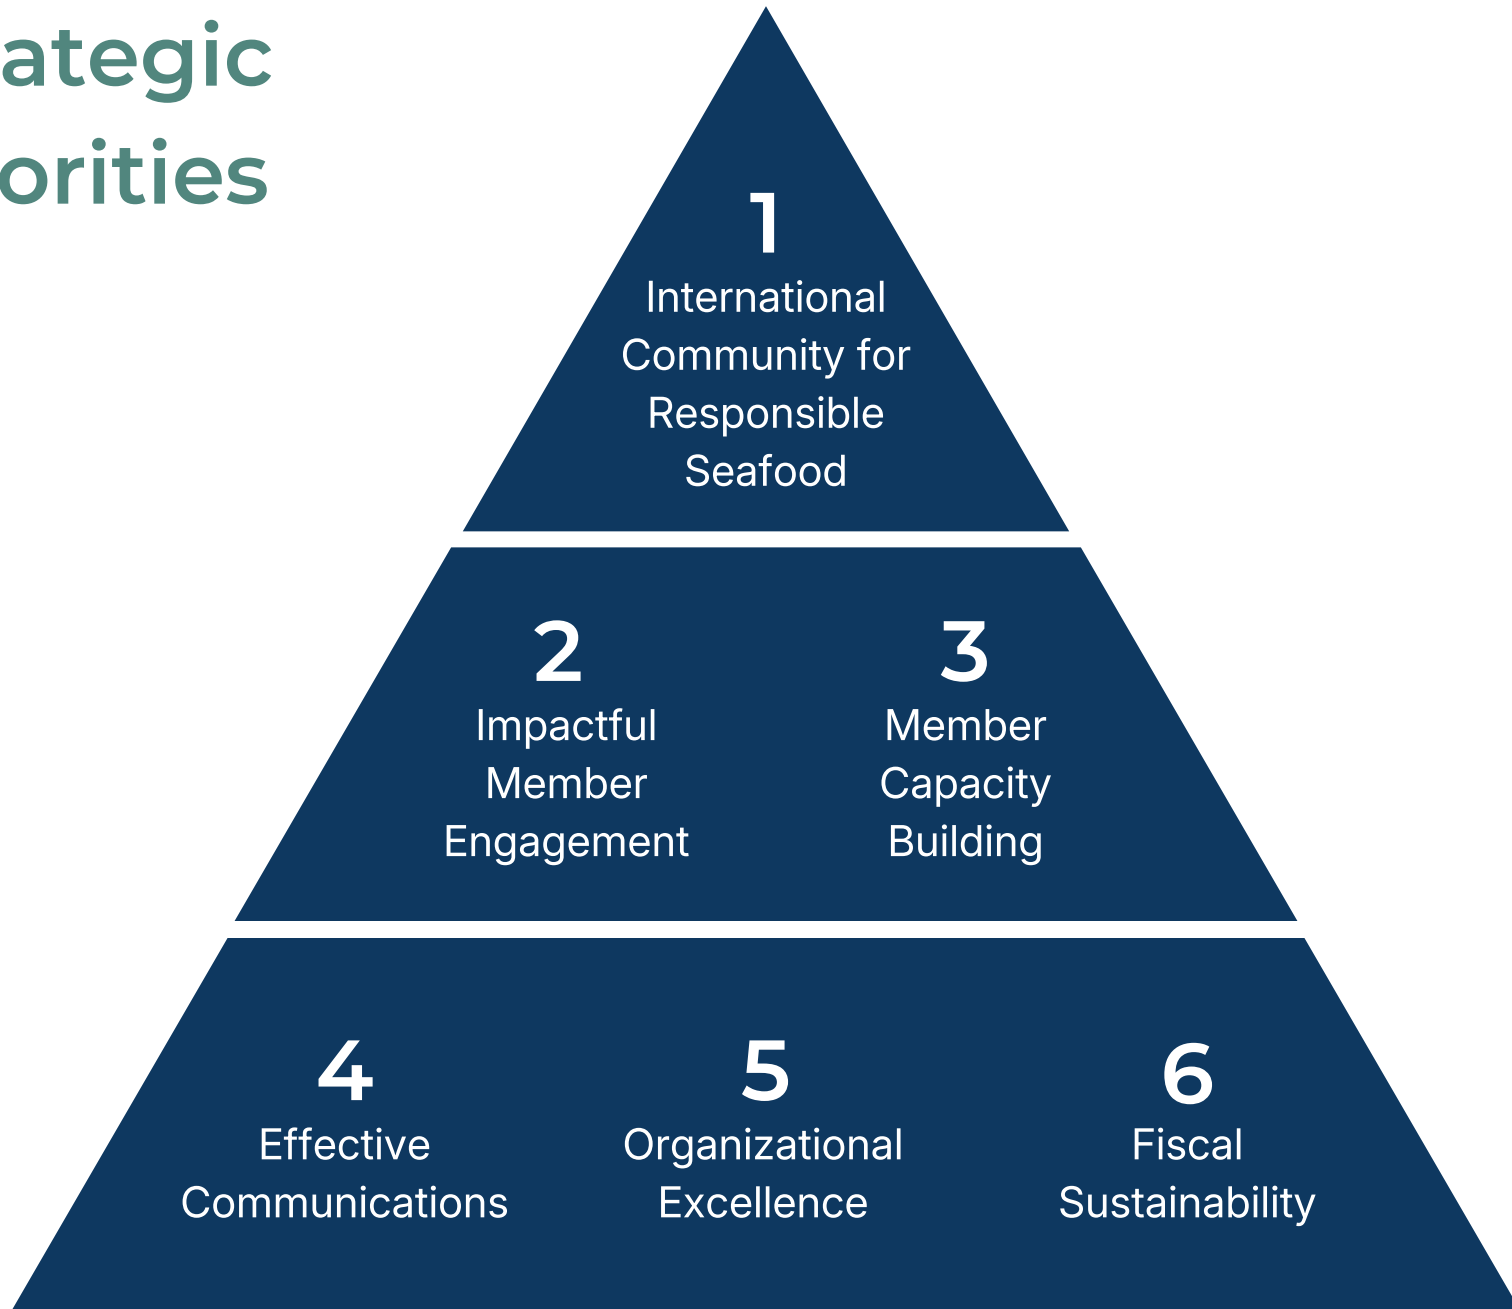 ategic
orities
1
International
Community for
Responsible
Seafood
2
Impactful
Member
Engagement
3
Member
Capacity
Building
4
Effective
Communications
5
Organizational
Excellence
6
Fiscal
Sustainability